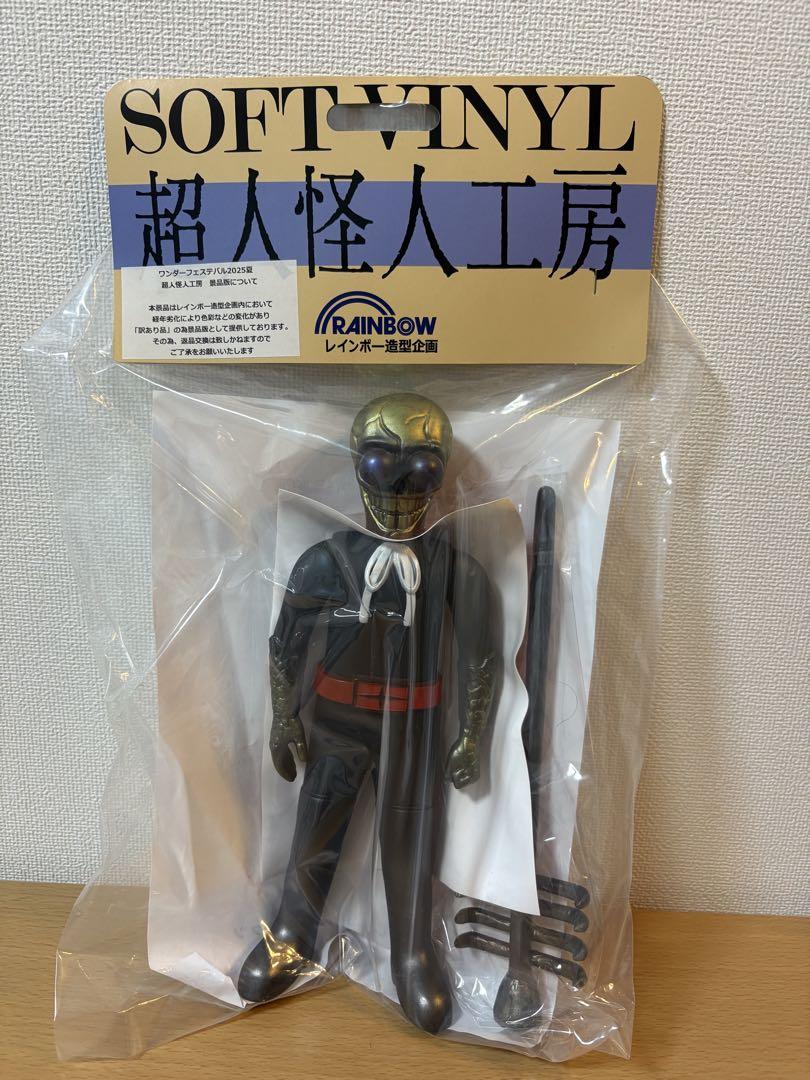 SOFT VINYL
超人怪人工房
ワンダーフェステバル2025夏
超人怪人工房 景品版について
本景品はレインボー造型企画内において
経年劣化により色彩などの変化があり
「訳あり品」の為景品版として提供しております。
その為、返品交換は致しかねますので
ご了承をお願いいたします
RAINBOW
レインボー造型企画